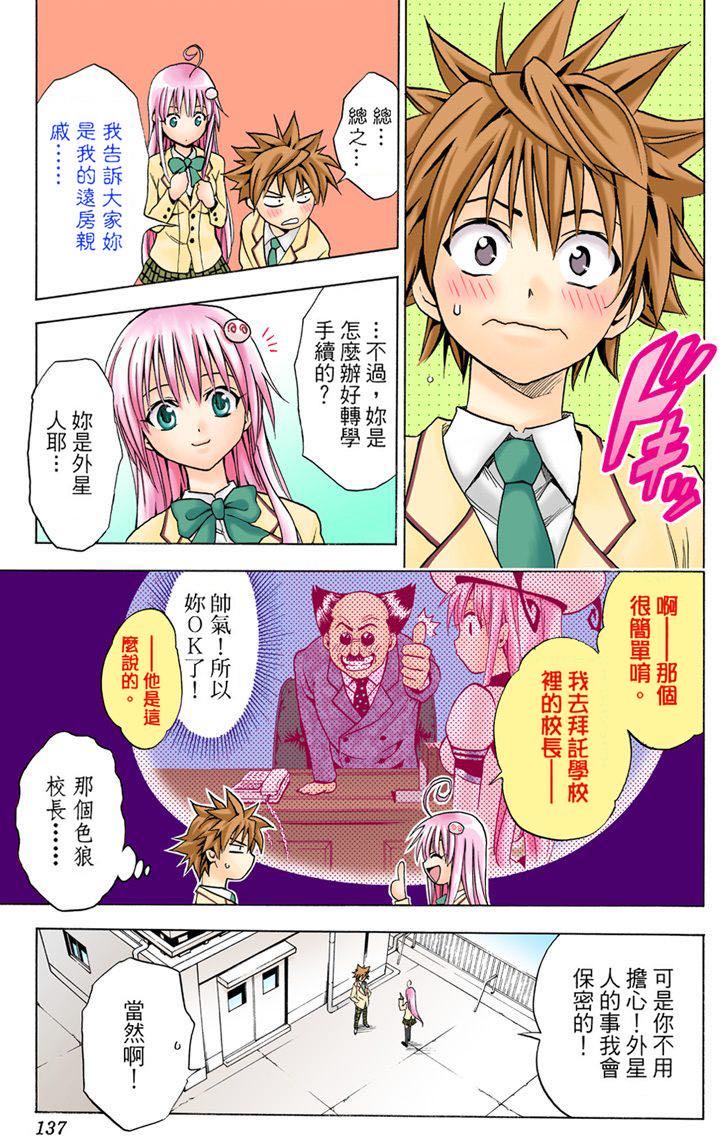 ドキッ
總…
總之…
我告訴大家妳
是我的遠房親
戚……
…不過，妳是
怎麼辦好轉學
手續的？
妳是外星
人耶…
啊──那個
很簡單唷。
我去拜託學校
裡的校長──
帥氣！所以
妳OK了！
──他是這
麼說的。
那個色狼
校長………
可是你不用
擔心！外星
人的事我會
保密的！
當然啊！
137